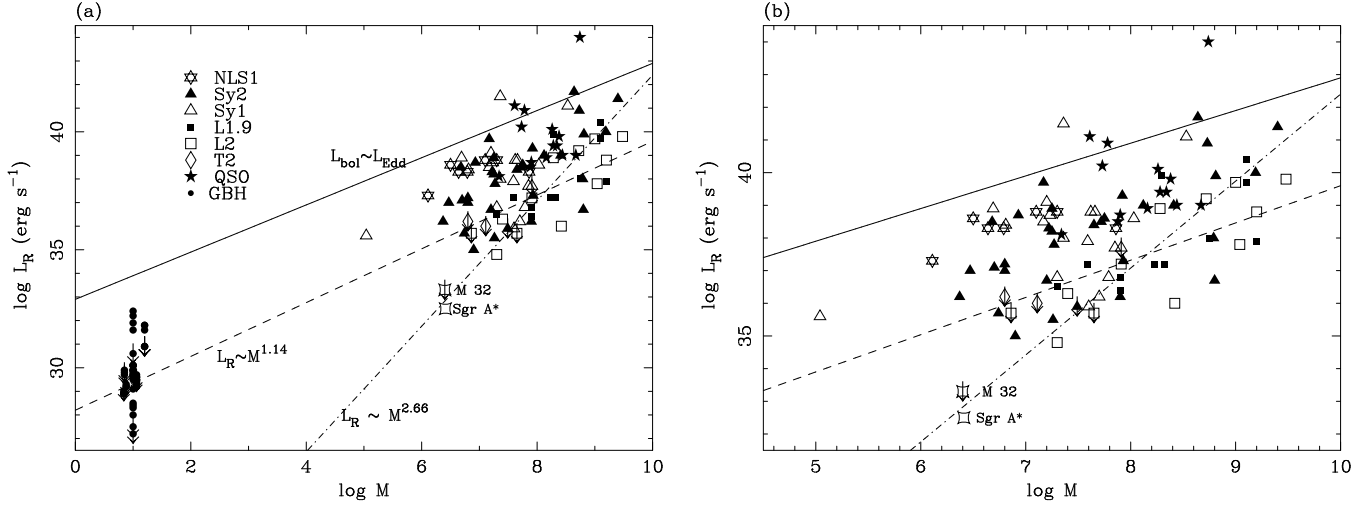 (a)
log L_R (erg s^-1)
40
35
30
NLS1
Sy2
Sy1
L1.9
L2
T2
QSO
GBH
L_bol~L_Edd
M 32
Sgr A*
L_R~M^1.14
L_R ~ M^2.66
0 2 4 6 8 10
log M
(b)
log L_R (erg s^-1)
40
35
M 32
Sgr A*
5 6 7 8 9 10
log M